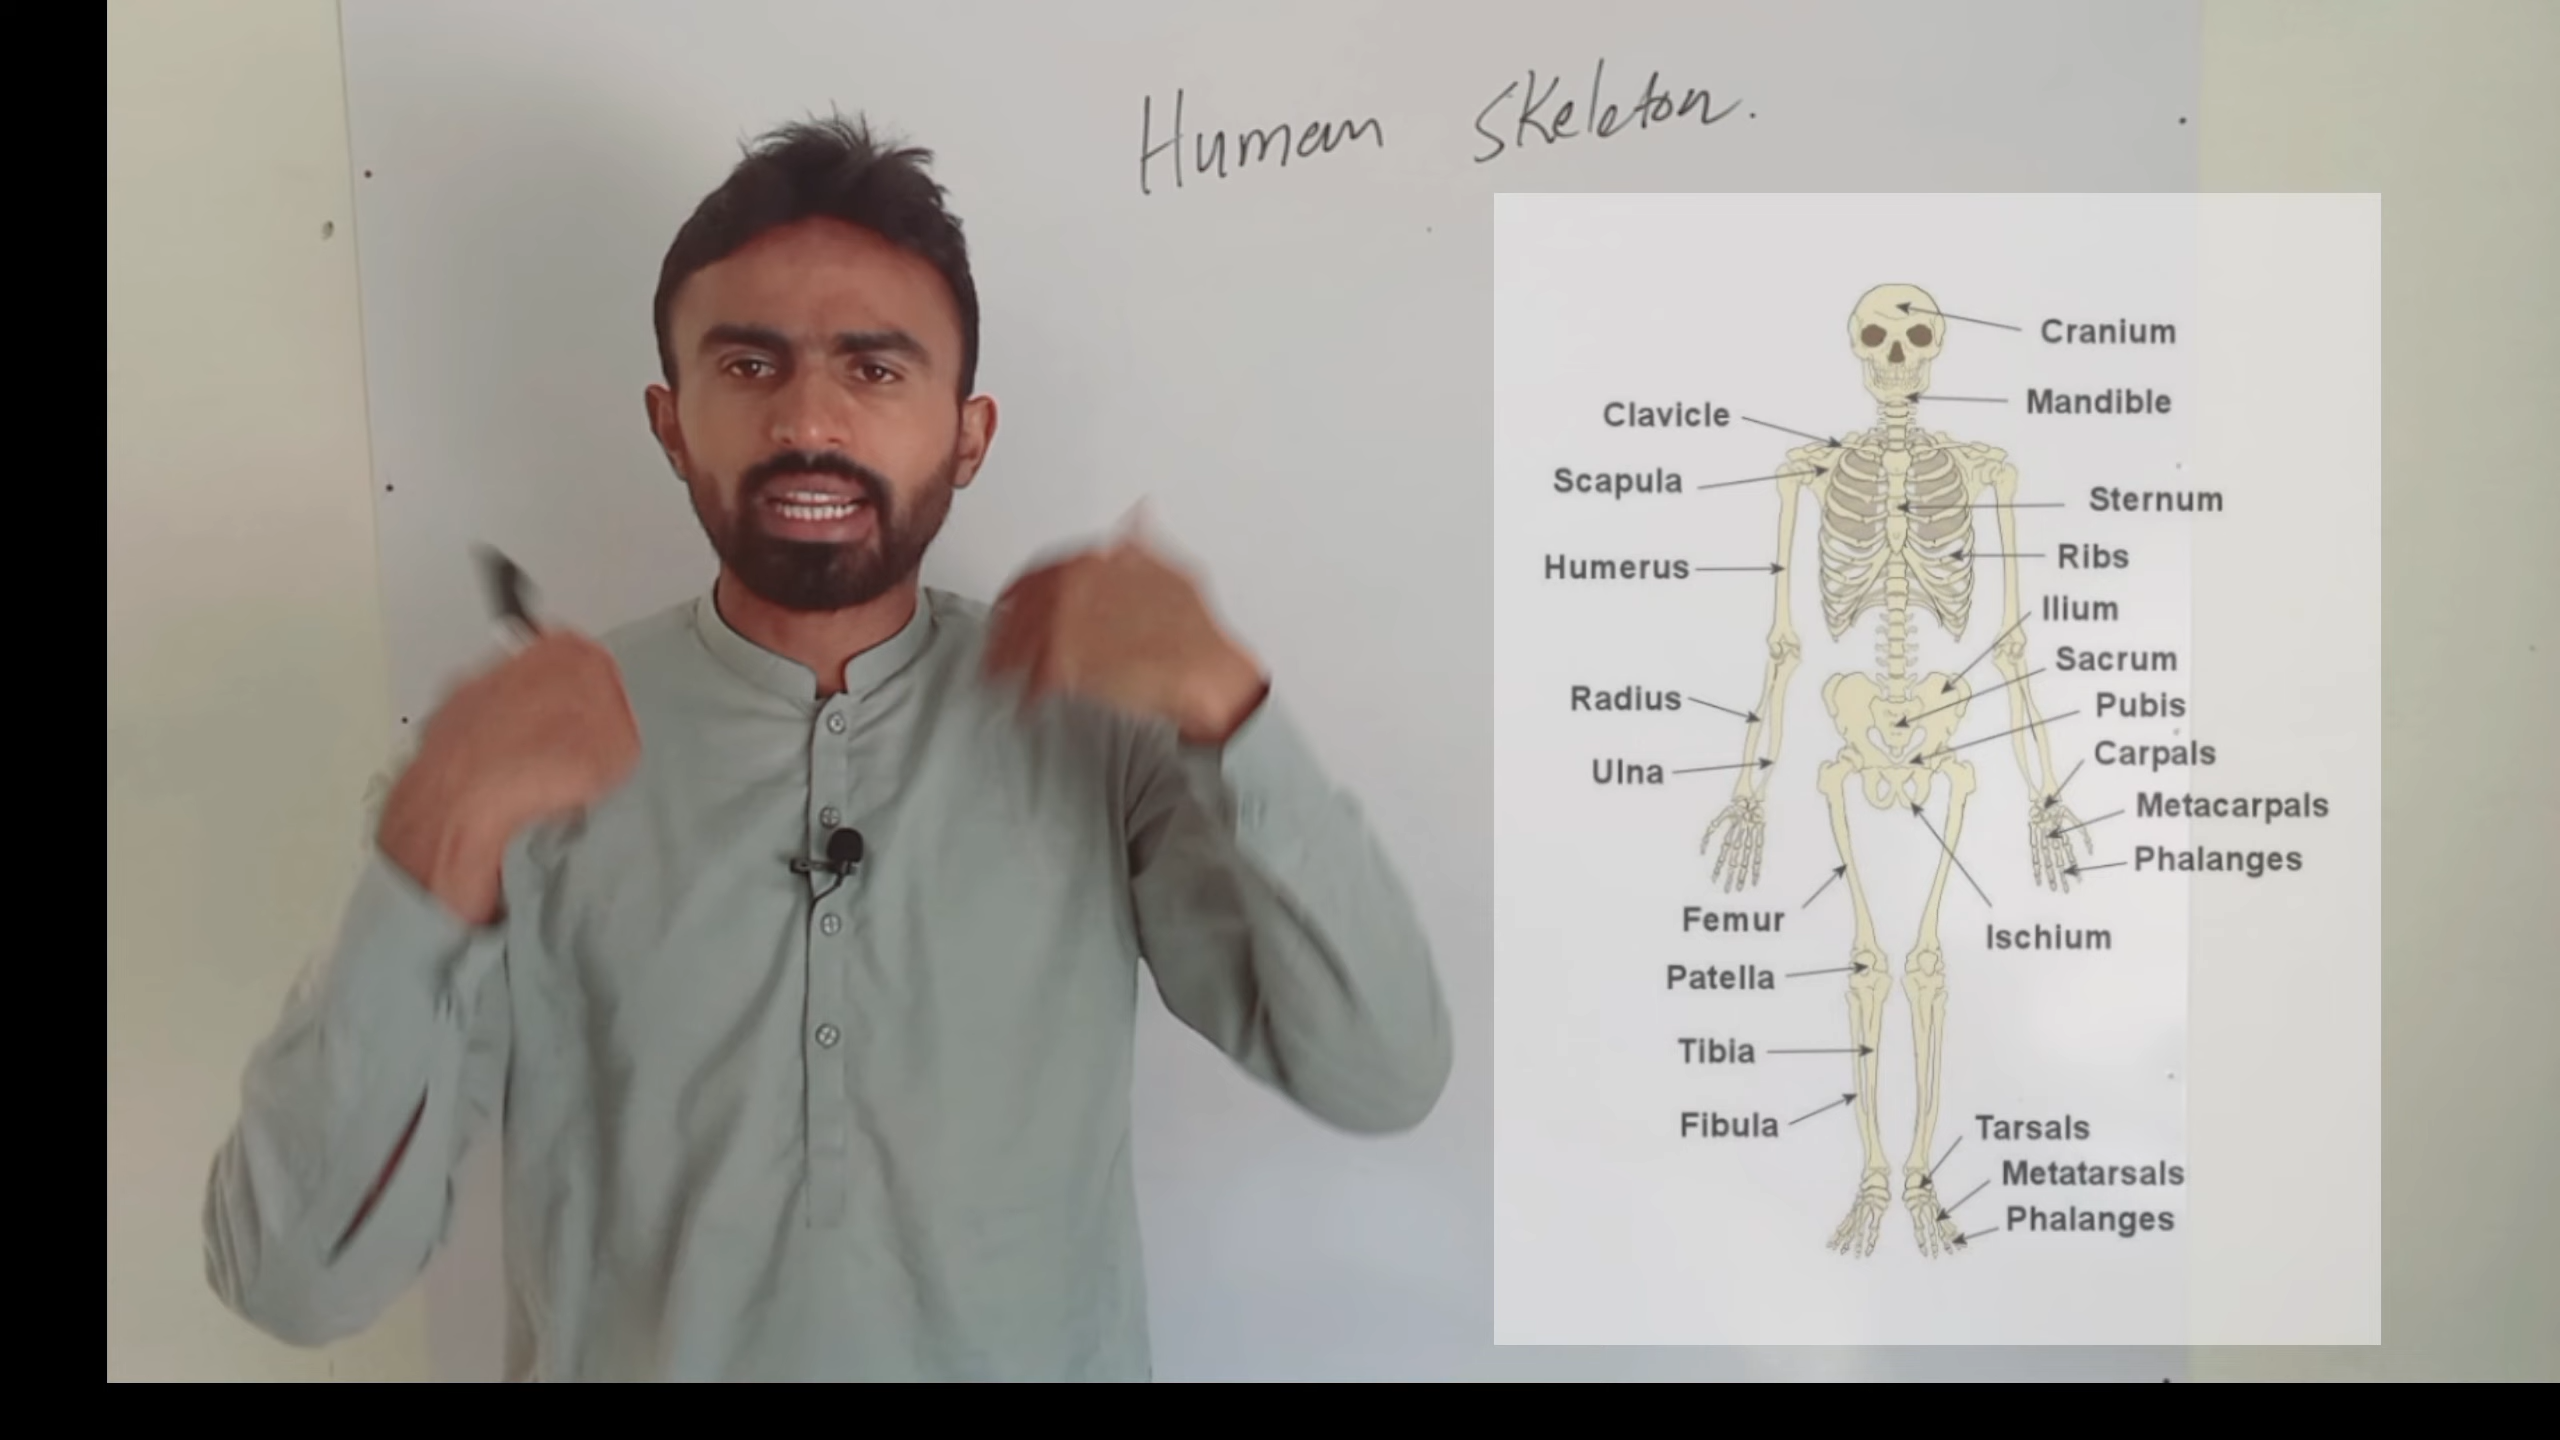 Human Skeleton.
Cranium
Mandible
Clavicle
Scapula
Sternum
Humerus
Ribs
Ilium
Sacrum
Radius
Pubis
Carpals
Ulna
Metacarpals
Phalanges
Femur
Ischium
Patella
Tibia
Fibula
Tarsals
Metatarsals
Phalanges